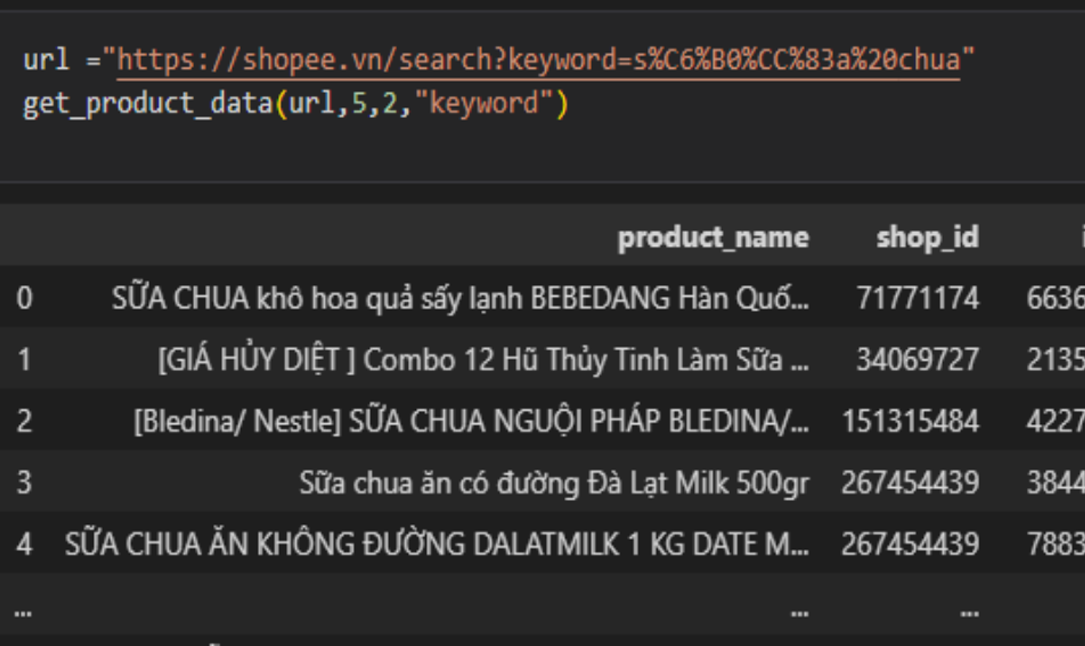 url ="https://shopee.vn/search?keyword=s%C6%B0%CC%83a%20chua"
get_product_data(url,5,2,"keyword")
product_name shop_id
0 SỮA CHUA khô hoa quả sấy lạnh BEBEDANG Hàn Quố... 71771174 6636
1 [GIÁ HỦY DIỆT ] Combo 12 Hũ Thủy Tinh Làm Sữa ... 34069727 2135
2 [Bledina/ Nestle] SỮA CHUA NGUỘI PHÁP BLEDINA/... 151315484 4227
3 Sữa chua ăn có đường Đà Lạt Milk 500gr 267454439 3844
4 SỮA CHUA ĂN KHÔNG ĐƯỜNG DALATMILK 1 KG DATE M... 267454439 7883
... ... ...